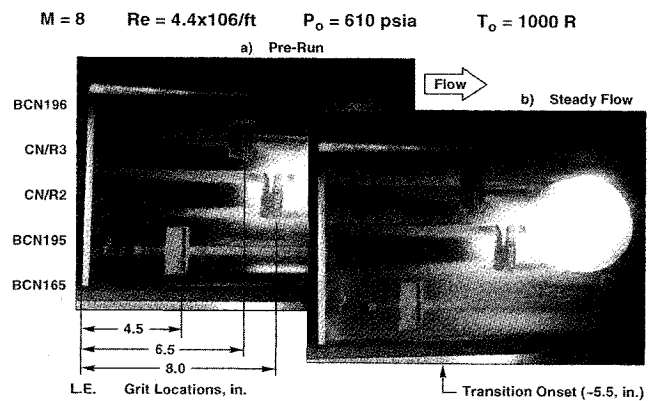 M = 8 Re = 4.4x106/ft Po = 610 psia To = 1000 R
a) Pre-Run
Flow
b) Steady Flow
BCN196
CN/R3
CN/R2
BCN195
BCN165
4.5
6.5
8.0
L.E. Grit Locations, in.
Transition Onset (~5.5, in.)